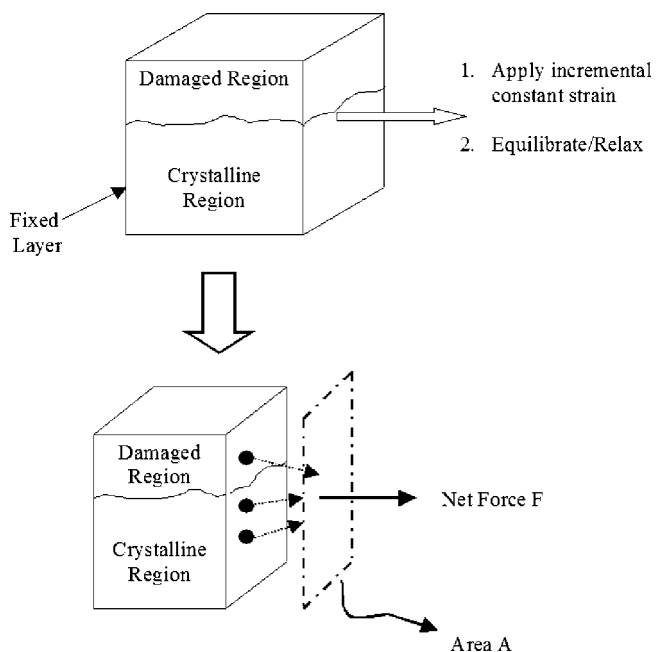 Damaged Region
1. Apply incremental
constant strain
2. Equilibrate/Relax
Crystalline
Region
Fixed
Layer
Damaged
Region
Net Force F
Crystalline
Region
Area A